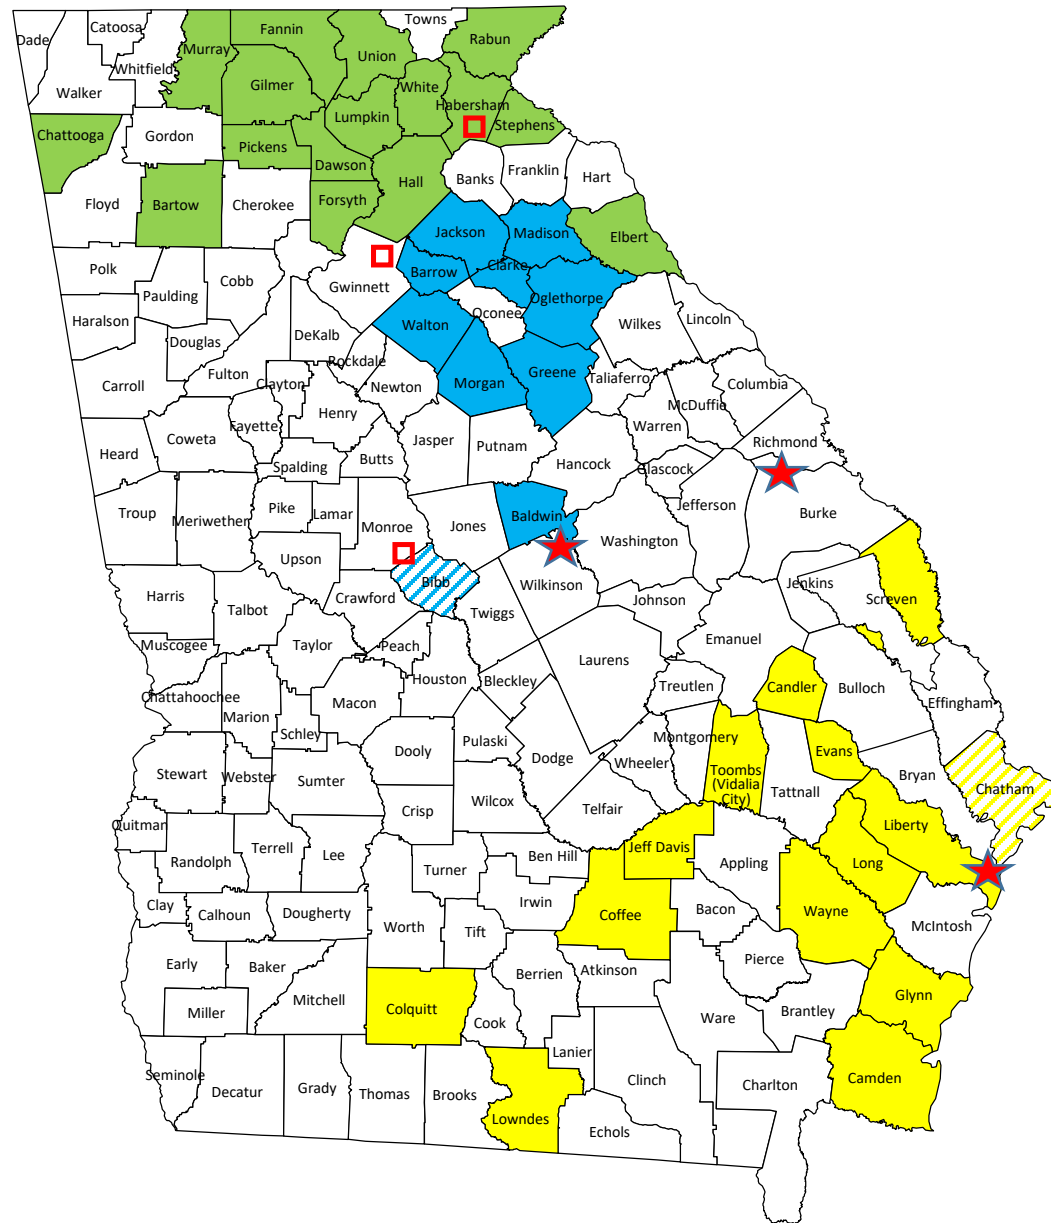 Towns
Catoosa
Fannin
Dade
Rabun
Murray
Union
Whitfield
Gilmer
White
Walker
Habersham
Lumpkin
Stephens
Chattooga
Gordon
Pickens
Dawson
Franklin
Hall
Banks
Hart
Forsyth
Floyd
Bartow
Cherokee
Jackson
Madison
Elbert
Clarke
Polk
Barrow
Cobb
Gwinnett
Paulding
Oglethorpe
Oconee
Haralson
Walton
Wilkes
Lincoln
DeKalb
Douglas
Rockdale
Fulton
Greene
Taliaferro
Clayton
Morgan
Columbia
Carroll
Newton
McDuffie
Henry
Fayette
Warren
Coweta
Jasper
Putnam
Richmond
Heard
Butts
Spalding
Hancock
Glascock
Pike
Lamar
Jefferson
Troup
Meriwether
Monroe
Jones
Baldwin
Burke
Washington
Upson
Bibb
Wilkinson
Jenkins
Harris
Crawford
Screven
Johnson
Talbot
Twiggs
Emanuel
Muscogee
Taylor
Peach
Laurens
Houston
Bleckley
Treutlen
Candler
Bulloch
Chattahoochee
Macon
Effingham
Marion
Schley
Montgomery
Pulaski
Dooly
Evans
Dodge
Wheeler
Toombs
(Vidalia
City)
Stewart
Webster
Sumter
Bryan
Tattnall
Chatham
Wilcox
Telfair
Crisp
Quitman
Liberty
Terrell
Jeff Davis
Lee
Ben Hill
Randolph
Long
Appling
Turner
Irwin
Clay
Calhoun
Dougherty
Coffee
Bacon
Wayne
Worth
McIntosh
Tift
Pierce
Early
Baker
Berrien
Atkinson
Glynn
Mitchell
Colquitt
Miller
Brantley
Ware
Cook
Lanier
Seminole
Clinch
Camden
Charlton
Decatur
Grady
Thomas
Brooks
Lowndes
Echols